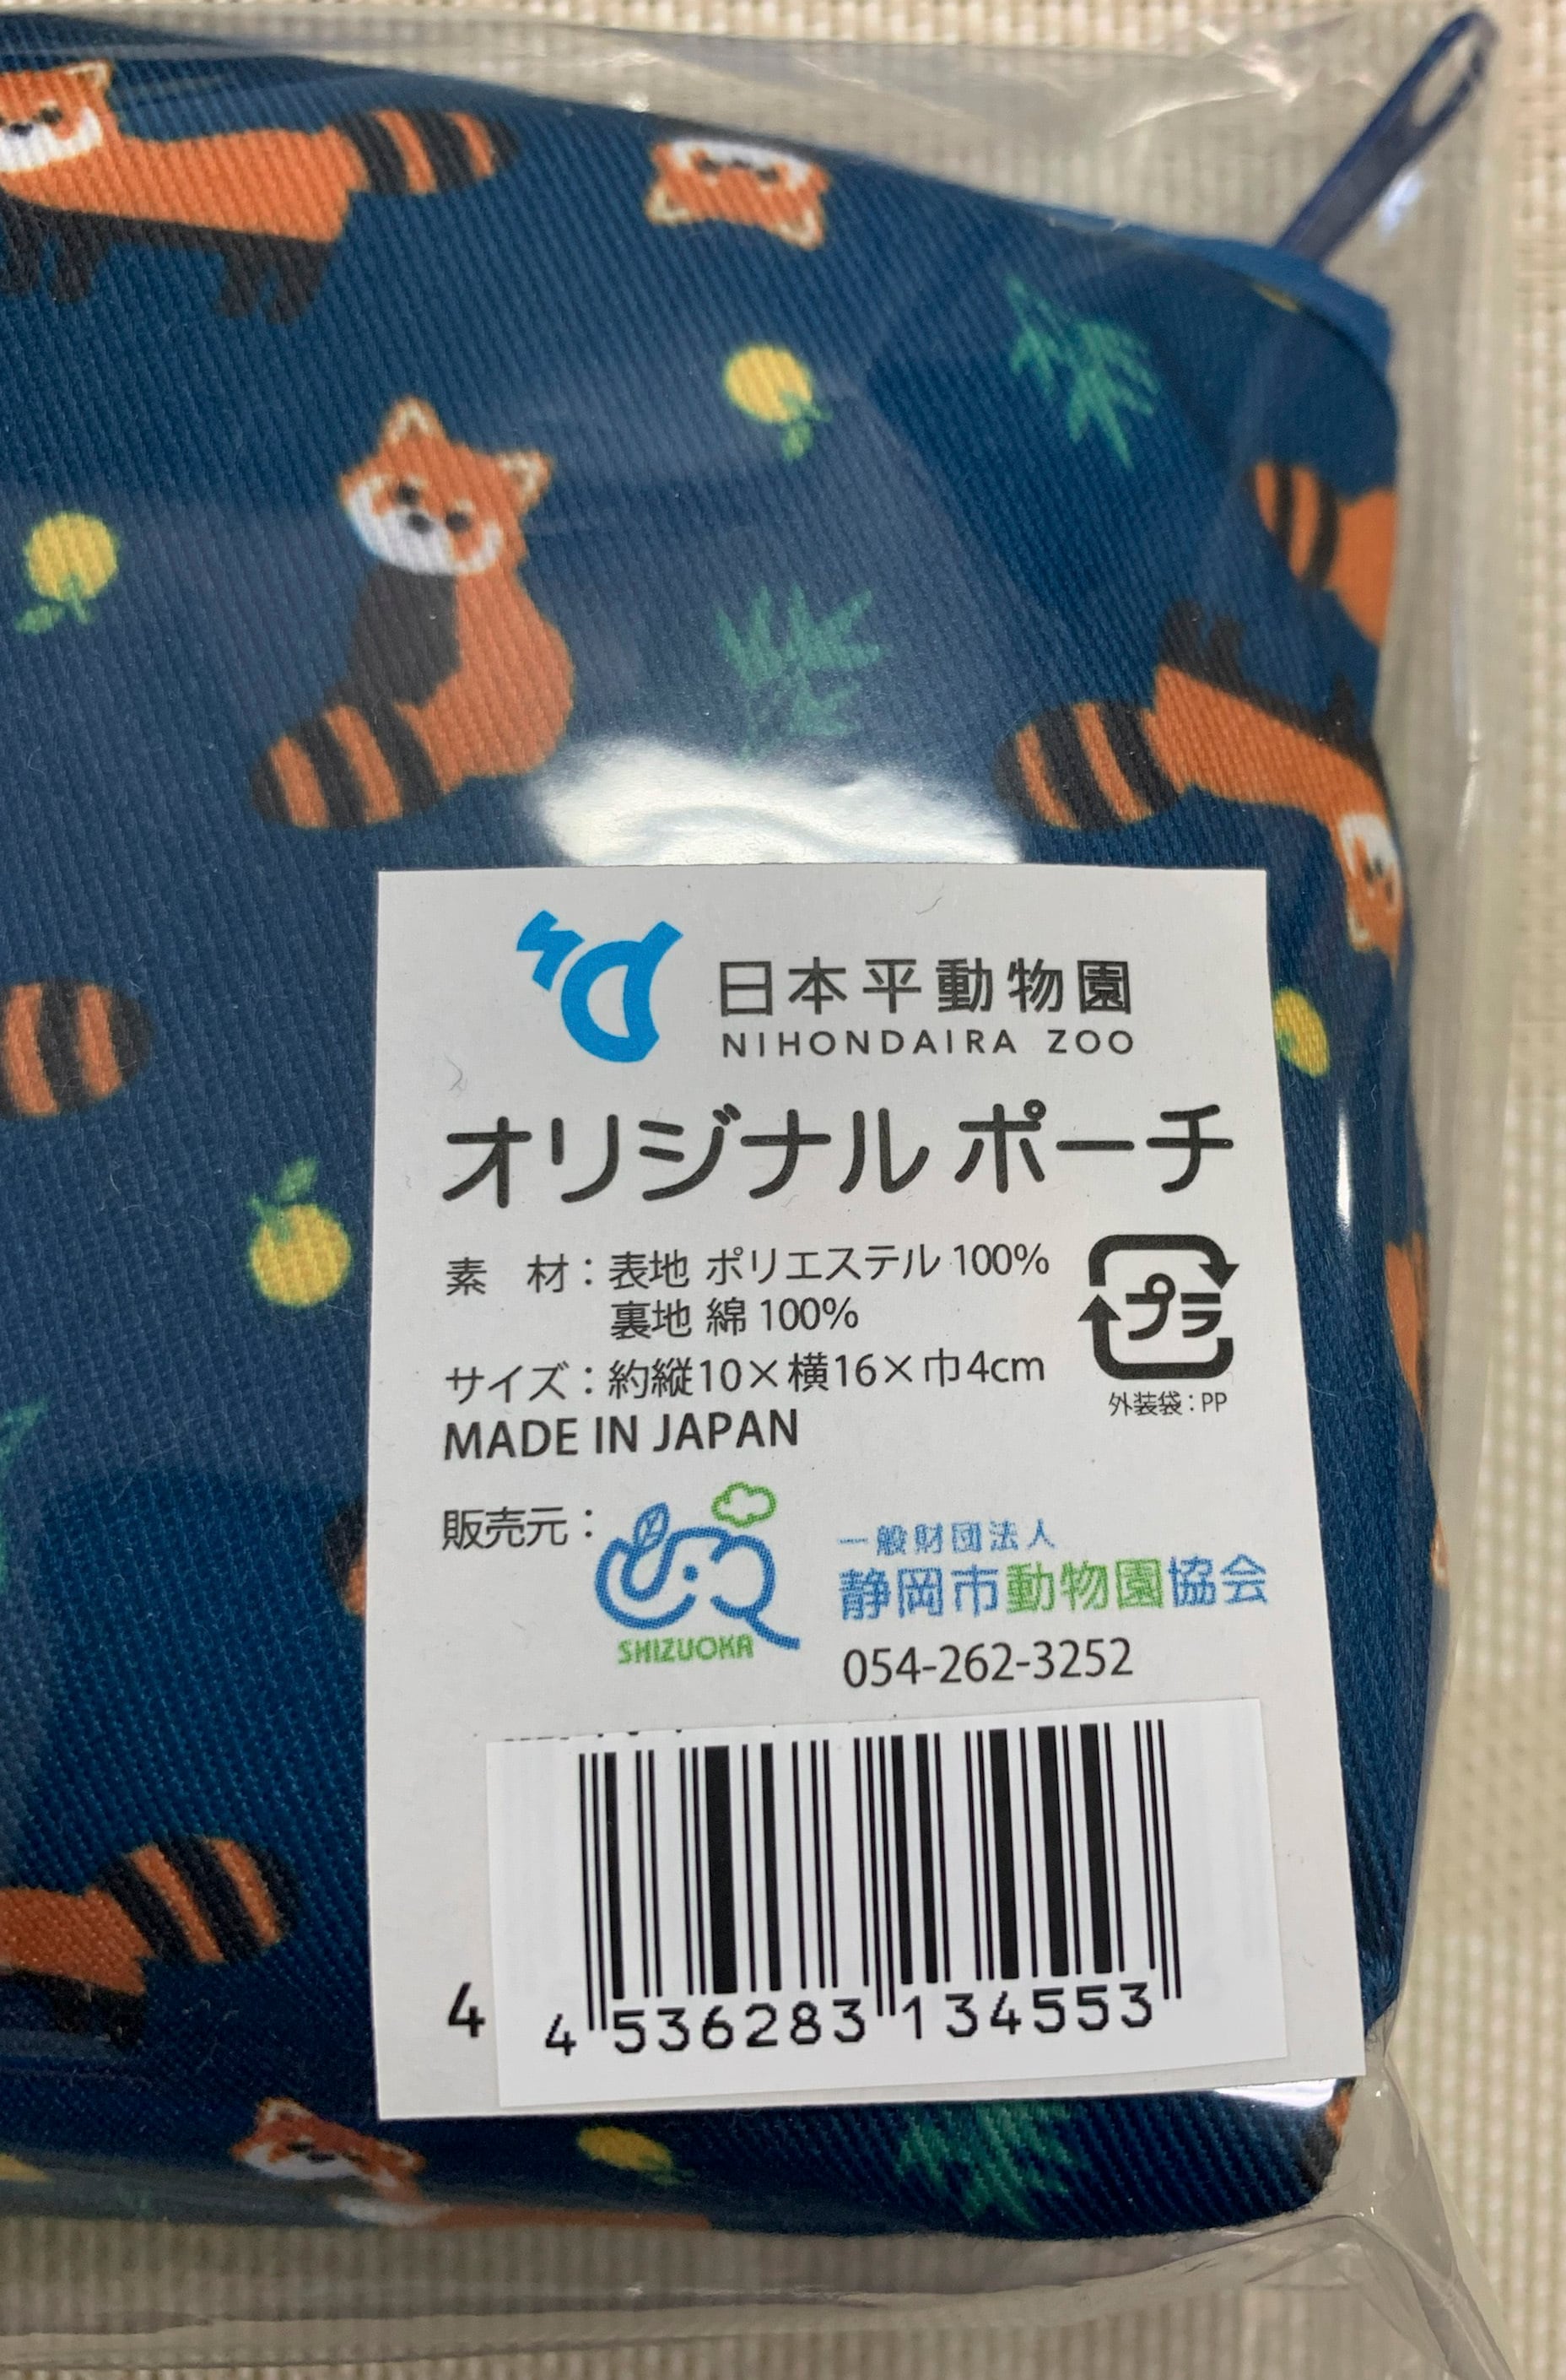 日本平動物園
NIHONDAIRA ZOO
オリジナル ポーチ
素 材：表地 ポリエステル 100%
裏地 綿 100%
サイズ：約縦10×横16×巾4cm
MADE IN JAPAN
プラ
外装袋：PP
販売元：
SHIZUOKA
一般財団法人
静岡市動物園協会
054-262-3252
4
4 536283 134553